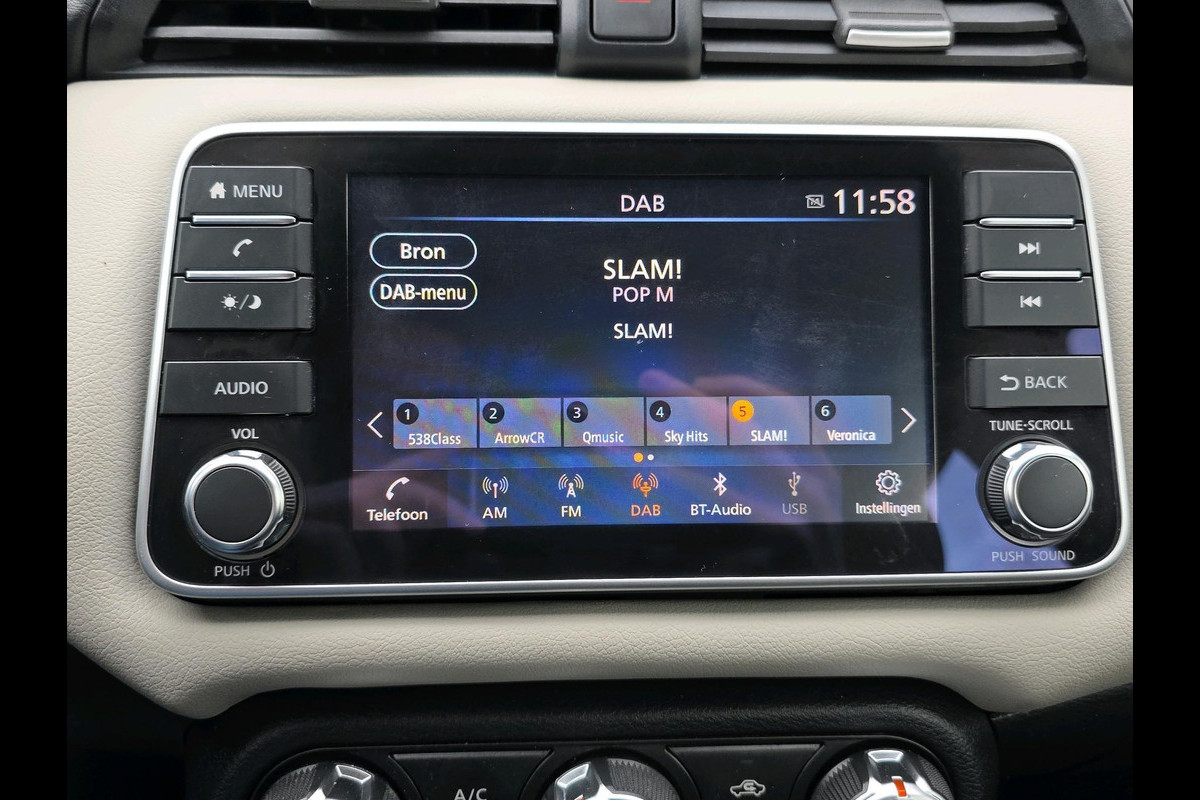 MENU
DAB
TA
11:58
Bron
DAB-menu
SLAM!
POP M
SLAM!
1
2
3
4
5
6
538Class
ArrowCR
Qmusic
Sky Hits
SLAM!
Veronica
Telefoon
AM
FM
DAB
BT-Audio
USB
Instellingen
AUDIO
VOL
PUSH
BACK
TUNE·SCROLL
PUSH SOUND
A/C